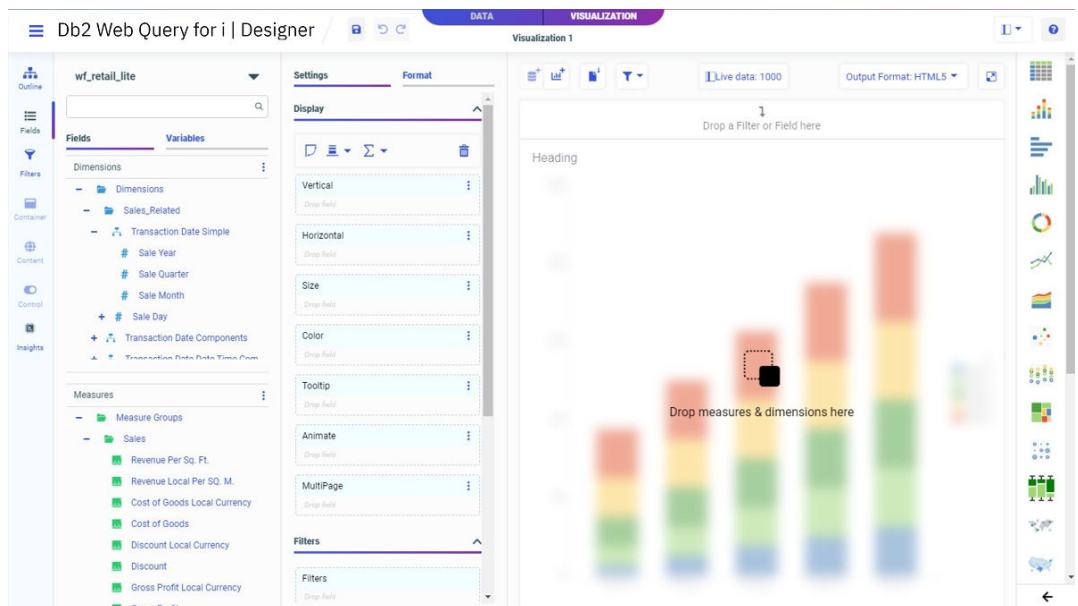 Db2 Web Query for i | Designer
DATA
VISUALIZATION
Visualization 1
Outline
Fields
Filters
Container
Content
Control
Insights
wf_retail_lite
Fields
Variables
Dimensions
Dimensions
Sales_Related
Transaction Date Simple
Sale Year
Sale Quarter
Sale Month
Sale Day
Transaction Date Components
Transaction Date Date Time Com
Measures
Measure Groups
Sales
Revenue Per Sq. Ft.
Revenue Local Per SQ. M.
Cost of Goods Local Currency
Cost of Goods
Discount Local Currency
Discount
Gross Profit Local Currency
Settings
Format
Display
Vertical
Drop field
Horizontal
Drop field
Size
Drop field
Color
Drop field
Tooltip
Drop field
Animate
Drop field
MultiPage
Drop field
Filters
Filters
Drop field
Live data: 1000
Output Format: HTML5
Drop a Filter or Field here
Heading
Drop measures & dimensions here